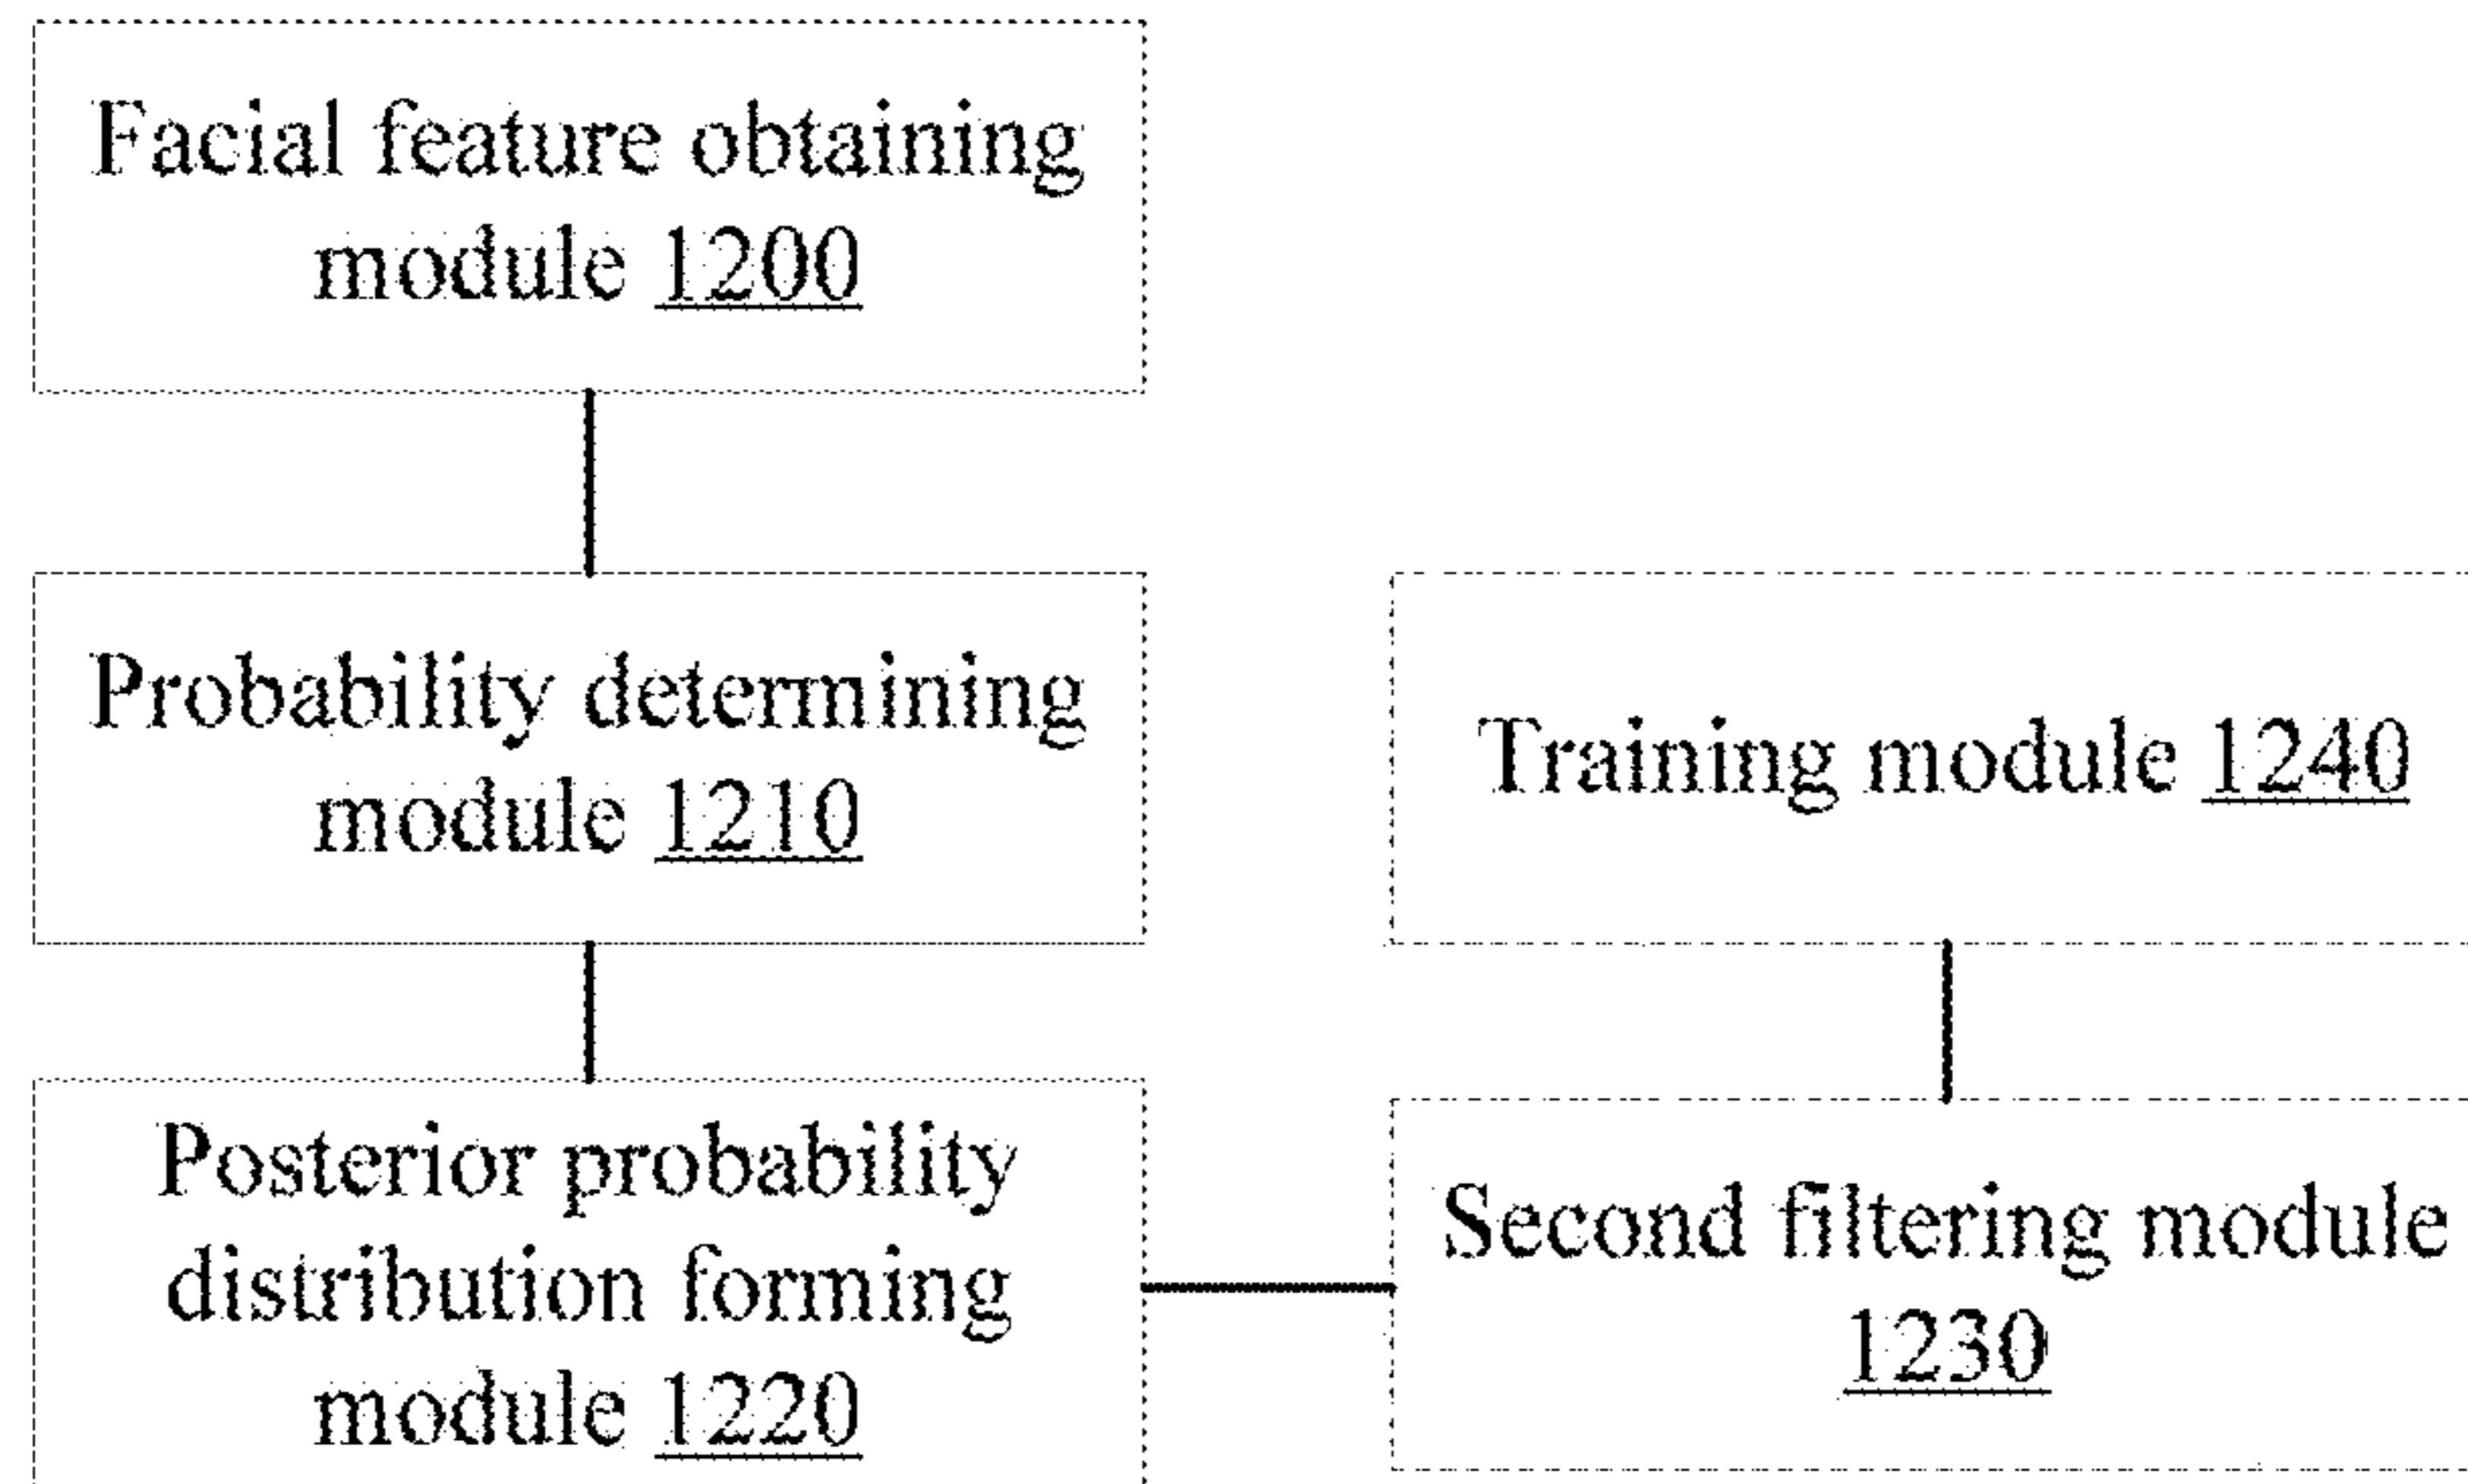 Facial feature obtaining
module 1200
Probability determining
module 1210
Training module 1240
Posterior probability
distribution forming
module 1220
Second filtering module
1230